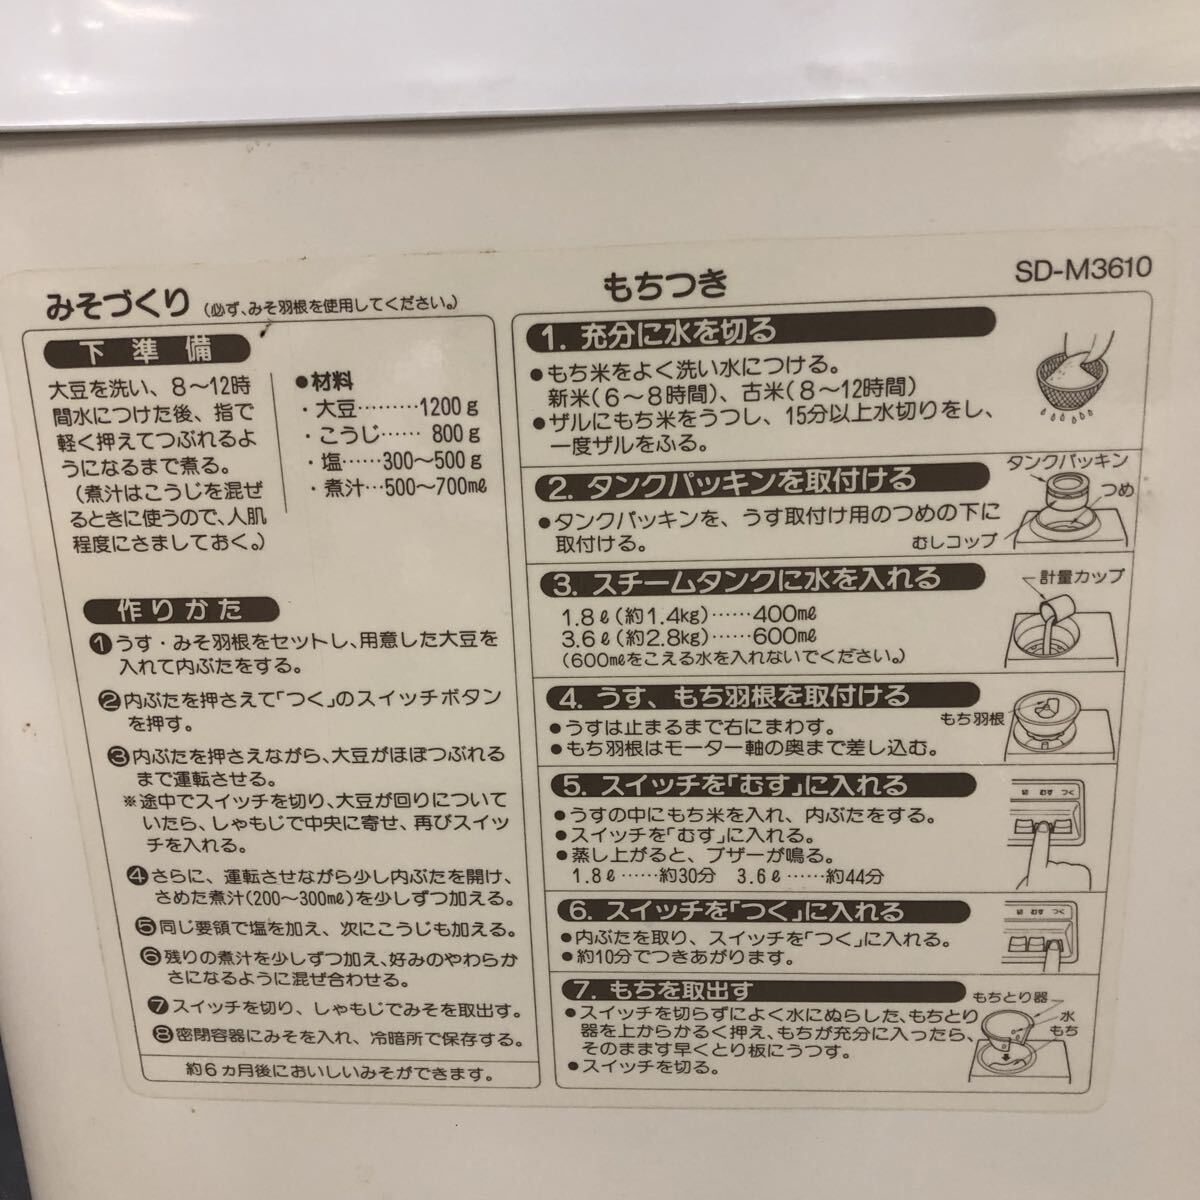 みそづくり (必ず、みそ羽根を使用してください。)
下準備
大豆を洗い、8〜12時
間水につけた後、指で
軽く押えてつぶれるよ
うになるまで煮る。
(煮汁はこうじを混ぜ
るときに使うので、人肌
程度にさましておく。)
●材料
・大豆………1200g
・こうじ…… 800g
・塩……300〜500g
・煮汁…500〜700㎖
作りかた
❶うす・みそ羽根をセットし、用意した大豆を
入れて内ぶたをする。
❷内ぶたを押さえて「つく」のスイッチボタン
を押す。
❸内ぶたを押さえながら、大豆がほぼつぶれる
まで運転させる。
※途中でスイッチを切り、大豆が回りについて
いたら、しゃもじで中央に寄せ、再びスイッ
チを入れる。
❹さらに、運転させながら少し内ぶたを開け、
さめた煮汁(200〜300㎖)を少しずつ加える。
❺同じ要領で塩を加え、次にこうじも加える。
❻残りの煮汁を少しずつ加え、好みのやわらか
さになるように混ぜ合わせる。
❼スイッチを切り、しゃもじでみそを取出す。
❽密閉容器にみそを入れ、冷暗所で保存する。
約6ヵ月後においしいみそができます。
もちつき
SD-M3610
1. 充分に水を切る
●もち米をよく洗い水につける。
新米(6〜8時間)、古米(8〜12時間)
●ザルにもち米をうつし、15分以上水切りをし、
一度ザルをふる。
2. タンクパッキンを取付ける
●タンクパッキンを、うす取付け用のつめの下に
取付ける。
タンクパッキン
つめ
むしコップ
3. スチームタンクに水を入れる
1.8ℓ(約1.4kg)……400㎖
3.6ℓ(約2.8kg)……600㎖
(600㎖をこえる水を入れないでください。)
計量カップ
4. うす、もち羽根を取付ける
●うすは止まるまで右にまわす。
●もち羽根はモーター軸の奥まで差し込む。
もち羽根
5. スイッチを「むす」に入れる
●うすの中にもち米を入れ、内ぶたをする。
●スイッチを「むす」に入れる。
●蒸し上がると、ブザーが鳴る。
1.8ℓ……約30分 3.6ℓ……約44分
切 むす つく
6. スイッチを「つく」に入れる
●内ぶたを取り、スイッチを「つく」に入れる。
●約10分でつきあがります。
切 むす つく
7. もちを取出す
●スイッチを切らずによく水にぬらした、もちとり
器を上からかるく押え、もちが充分に入ったら、
そのまます早くとり板にうつす。
●スイッチを切る。
もちとり器
水
もち